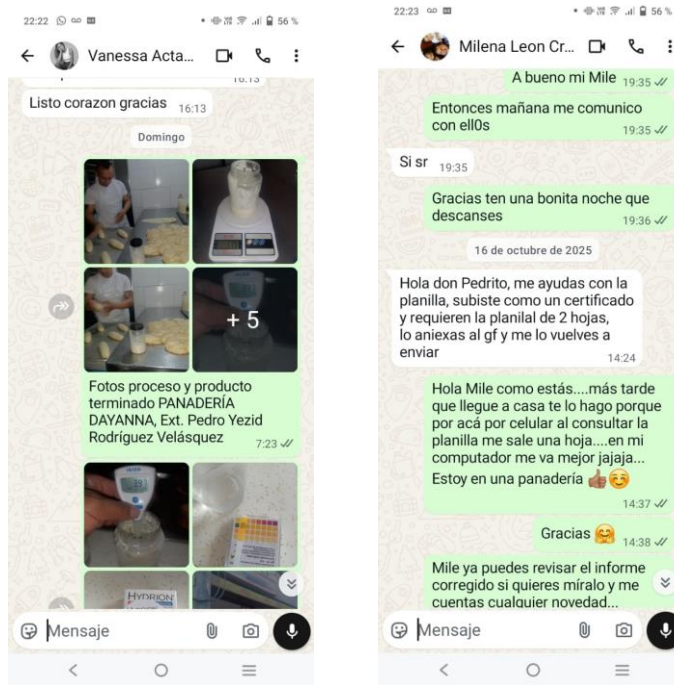 22:22
56 %
Vanessa Acta...
16:13
Listo corazon gracias 16:13
Domingo
+ 5
Fotos proceso y producto
terminado PANADERÍA
DAYANNA, Ext. Pedro Yezid
Rodríguez Velásquez 7:23
HYDRION
Mensaje
22:23
56 %
Milena Leon Cr...
A bueno mi Mile 19:35
Entonces mañana me comunico
con ell0s 19:35
Si sr 19:35
Gracias ten una bonita noche que
descanses 19:36
16 de octubre de 2025
Hola don Pedrito, me ayudas con la
planilla, subiste como un certificado
y requieren la planilal de 2 hojas,
lo aniexas al gf y me lo vuelves a
enviar 14:24
Hola Mile como estás....más tarde
que llegue a casa te lo hago porque
por acá por celular al consultar la
planilla me sale una hoja....en mi
computador me va mejor jajaja...
Estoy en una panadería 👍🏽☺️
14:37
Gracias 🤗 14:38
Mile ya puedes revisar el informe
corregido si quieres míralo y me
cuentas cualquier novedad...
Mensaje